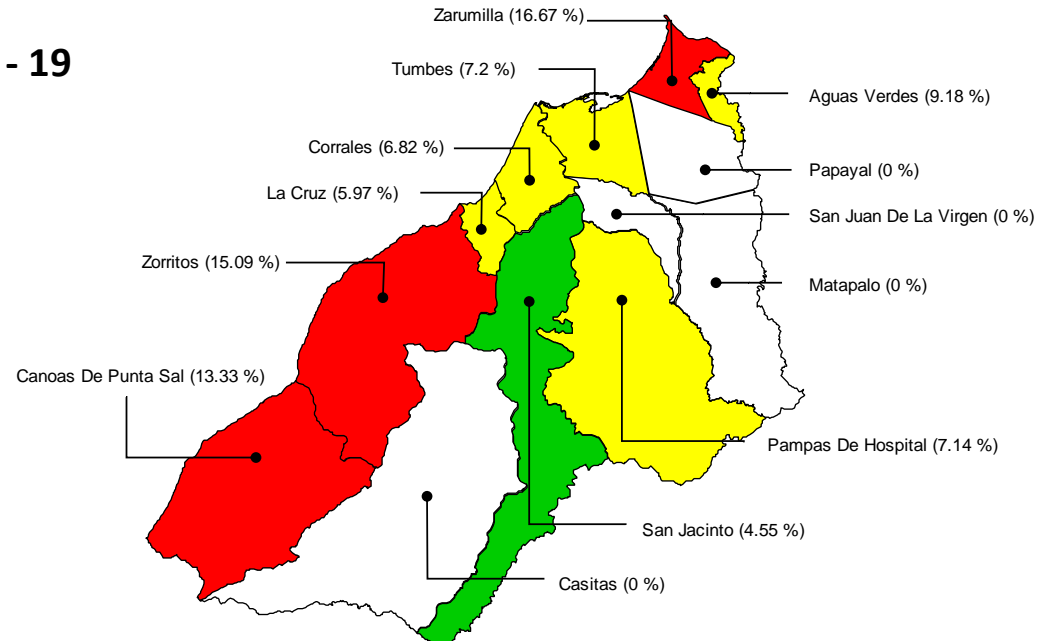 - 19
Zarumilla (16.67 %)
Tumbes (7.2 %)
Aguas Verdes (9.18 %)
Corrales (6.82 %)
Papayal (0 %)
La Cruz (5.97 %)
San Juan De La Virgen (0 %)
Zorritos (15.09 %)
Matapalo (0 %)
Canoas De Punta Sal (13.33 %)
Pampas De Hospital (7.14 %)
San Jacinto (4.55 %)
Casitas (0 %)